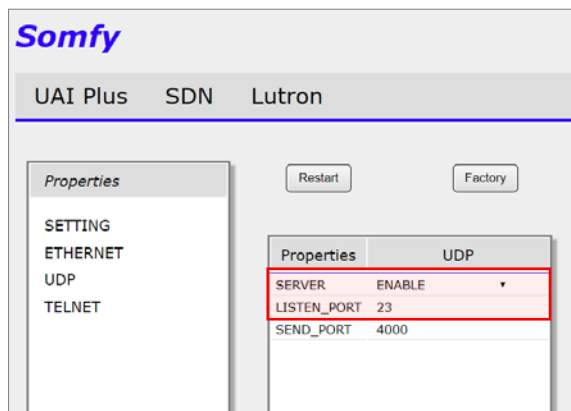 Somfy
UAI Plus SDN Lutron
Properties
SETTING
ETHERNET
UDP
TELNET
Restart Factory
Properties UDP
SERVER ENABLE
LISTEN_PORT 23
SEND_PORT 4000